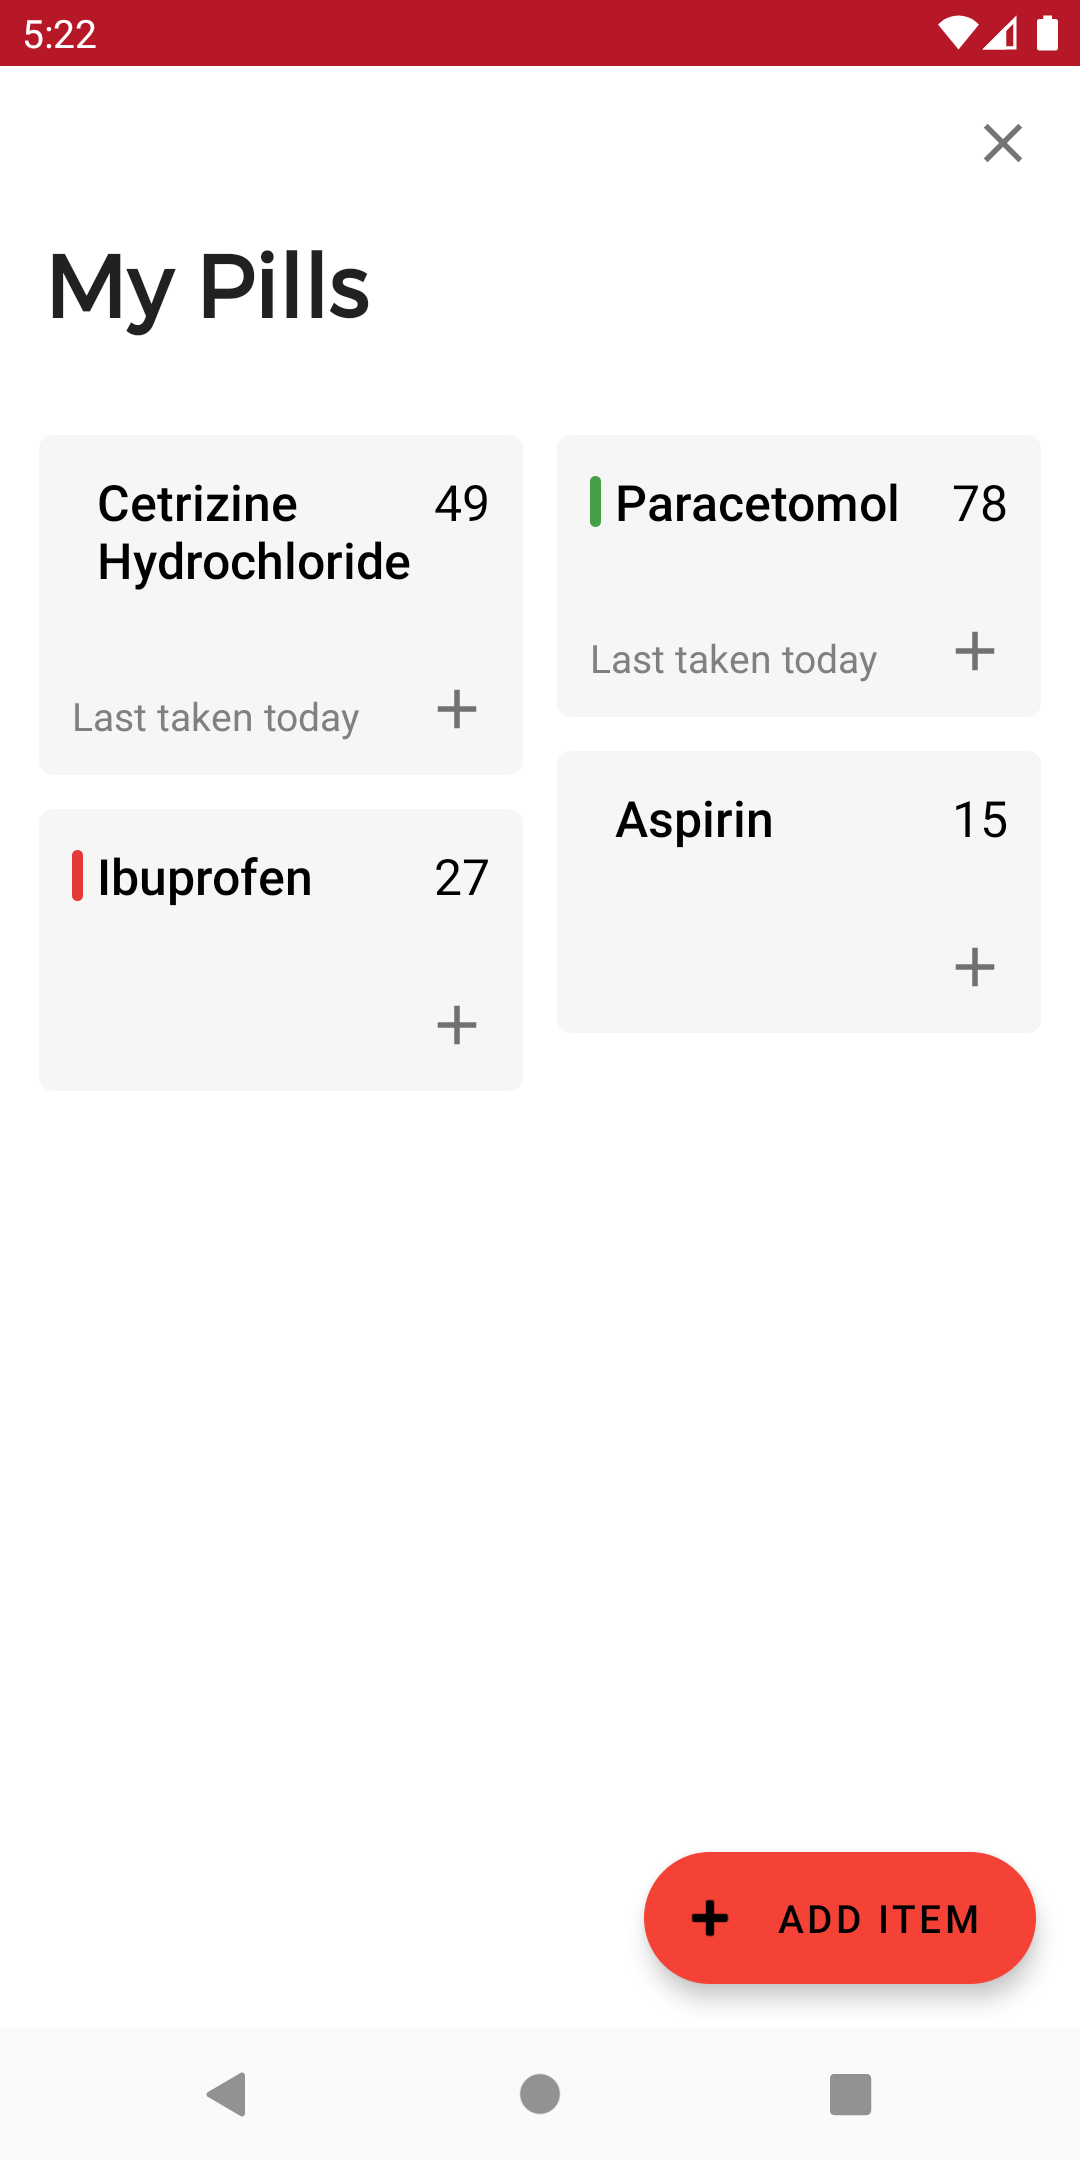 5:22
My Pills
Cetrizine 49
Hydrochloride
Last taken today
Paracetomol 78
Last taken today
Ibuprofen 27
Aspirin 15
ADD ITEM